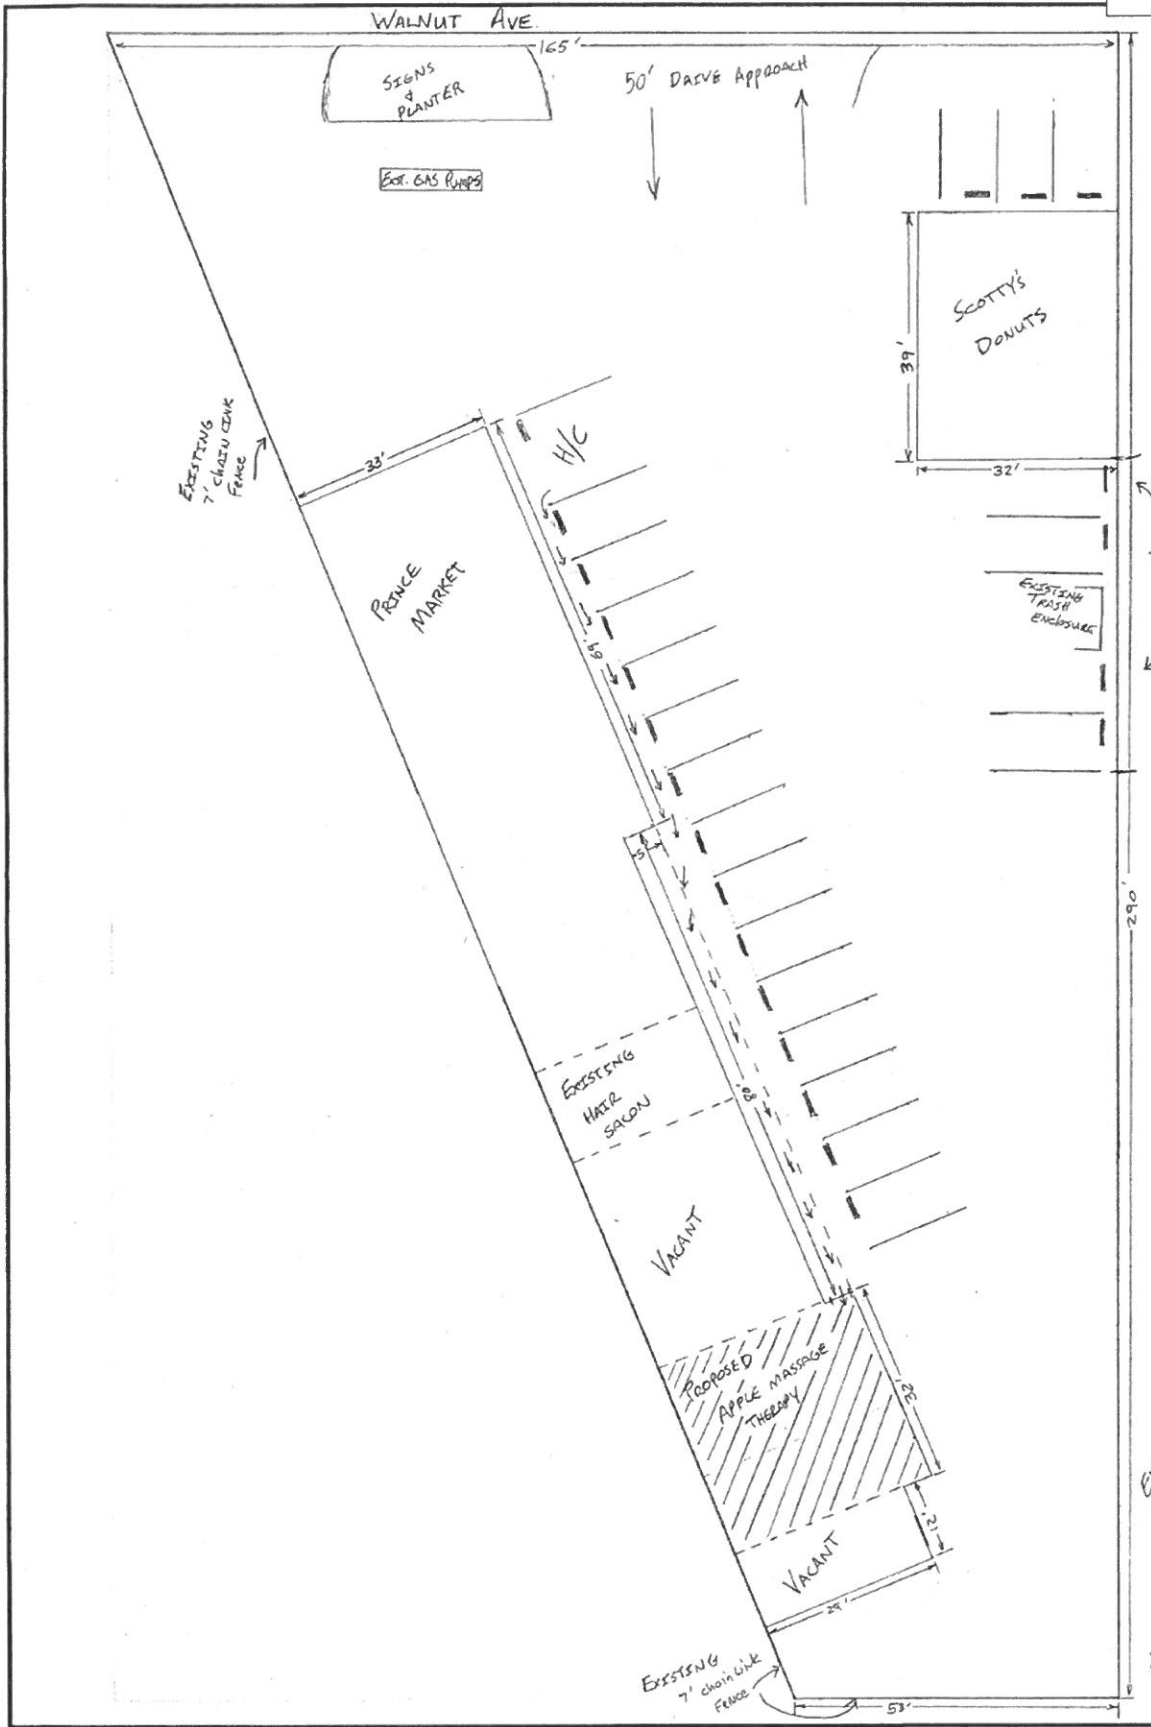 WALNUT AVE.
165'
SIGNS
&
PLANTER
50' DRIVE APPROACH
EXT. GAS PUMPS
SCOTTY'S
DONUTS
39'
32'
H/C
33'
EXISTING
7' CHAIN LINK
FENCE
PRINCE
MARKET
69'
EXISTING
TRASH
ENCLOSURE
5'
290'
EXISTING
HAIR
SALON
80'
VACANT
PROPOSED
APPLE MASSAGE
THERAPY
32'
12'
VACANT
29'
EXISTING
7' chain link
FENCE
53'